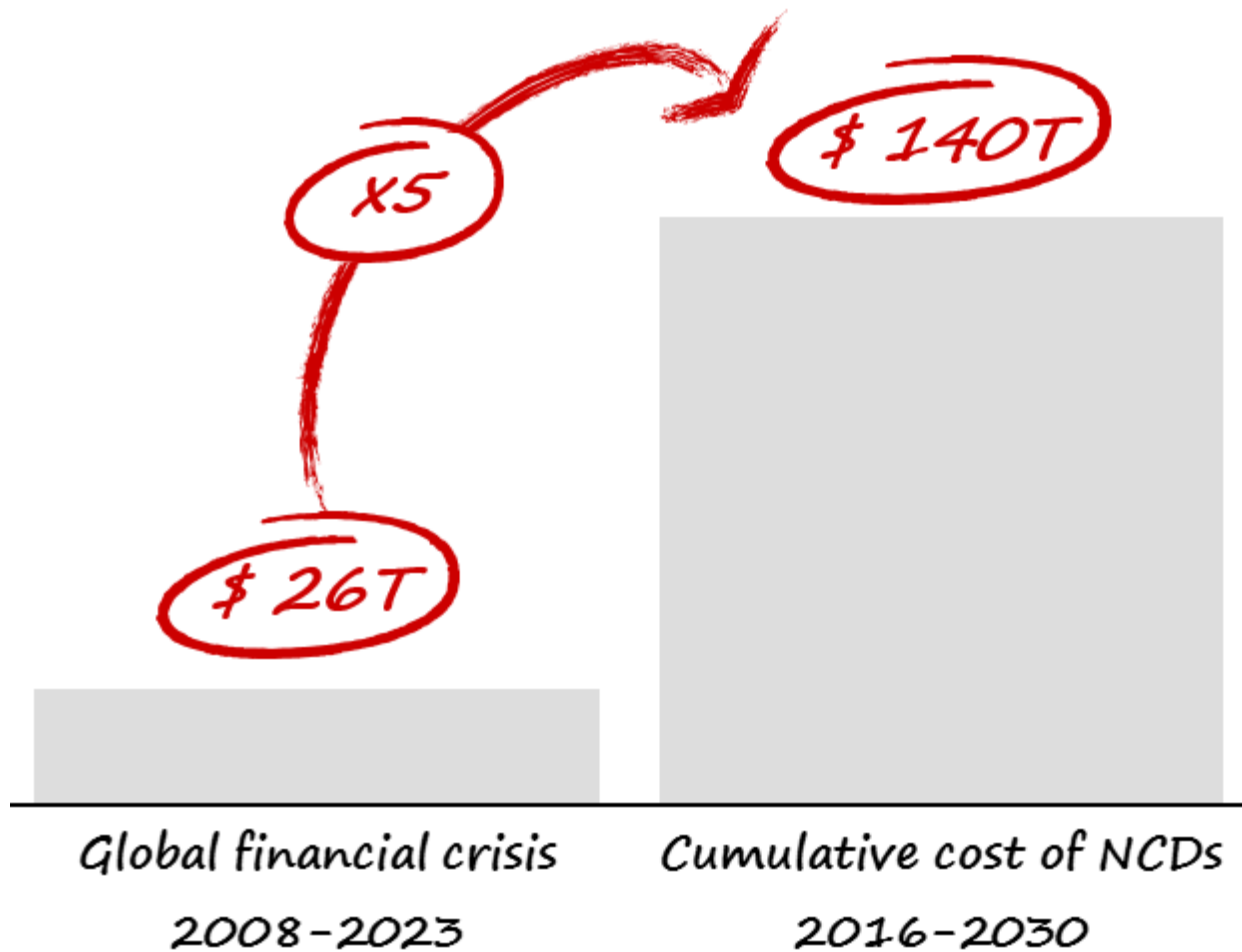 $ 140T
x5
$ 26T
Global financial crisis
2008-2023
Cumulative cost of NCDs
2016-2030